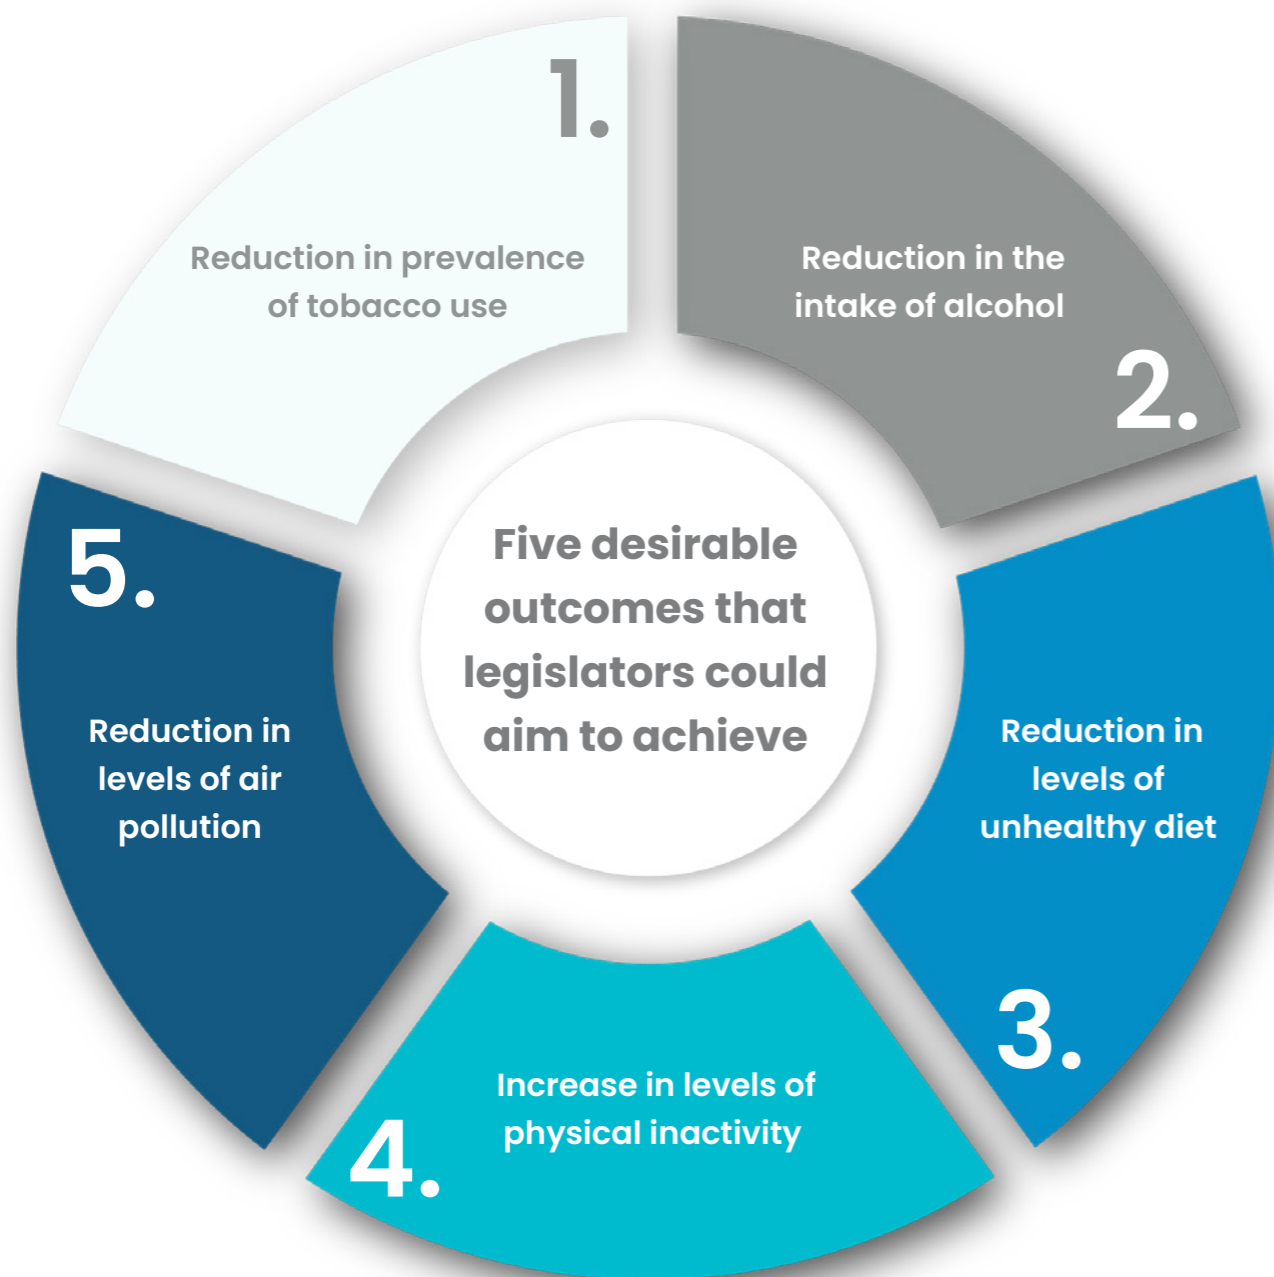 Five desirable
outcomes that
legislators could
aim to achieve
1.
Reduction in prevalence
of tobacco use
2.
Reduction in the
intake of alcohol
3.
Reduction in
levels of
unhealthy diet
4.
Increase in levels of
physical inactivity
5.
Reduction in
levels of air
pollution